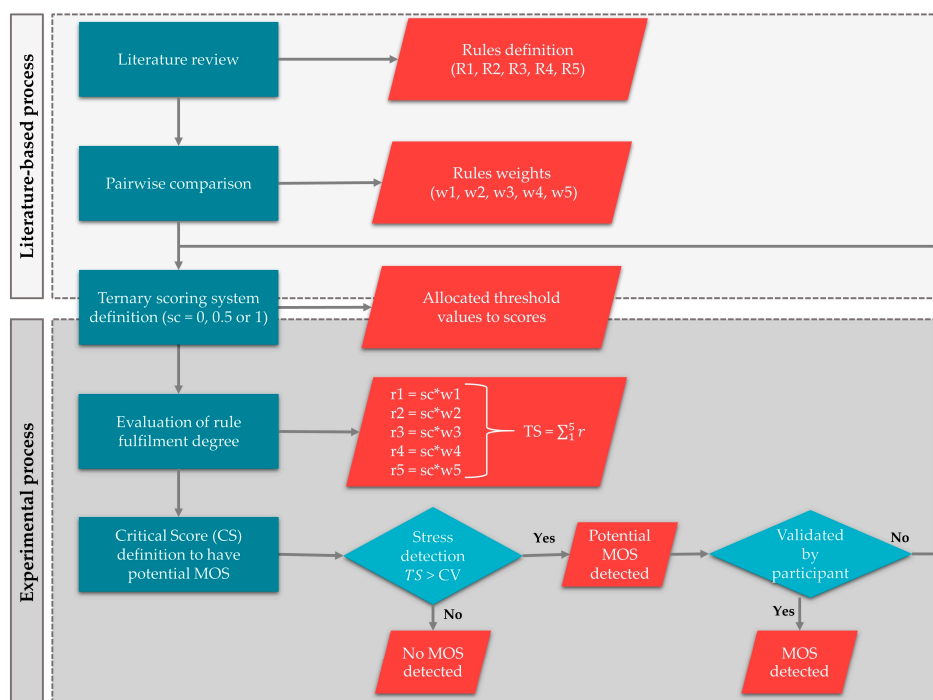 Literature-based process
Literature review
Rules definition
(R1, R2, R3, R4, R5)
Pairwise comparison
Rules weights
(w1, w2, w3, w4, w5)
Ternary scoring system
definition (sc = 0, 0.5 or 1)
Allocated threshold
values to scores
Experimental process
Evaluation of rule
fulfilment degree
r1 = sc*w1
r2 = sc*w2
r3 = sc*w3
r4 = sc*w4
r5 = sc*w5
TS = ∑₁⁵ r
Critical Score (CS)
definition to have
potential MOS
Stress
detection
TS > CV
Yes
No
Potential
MOS
detected
Validated
by
participant
No
Yes
No MOS
detected
MOS
detected